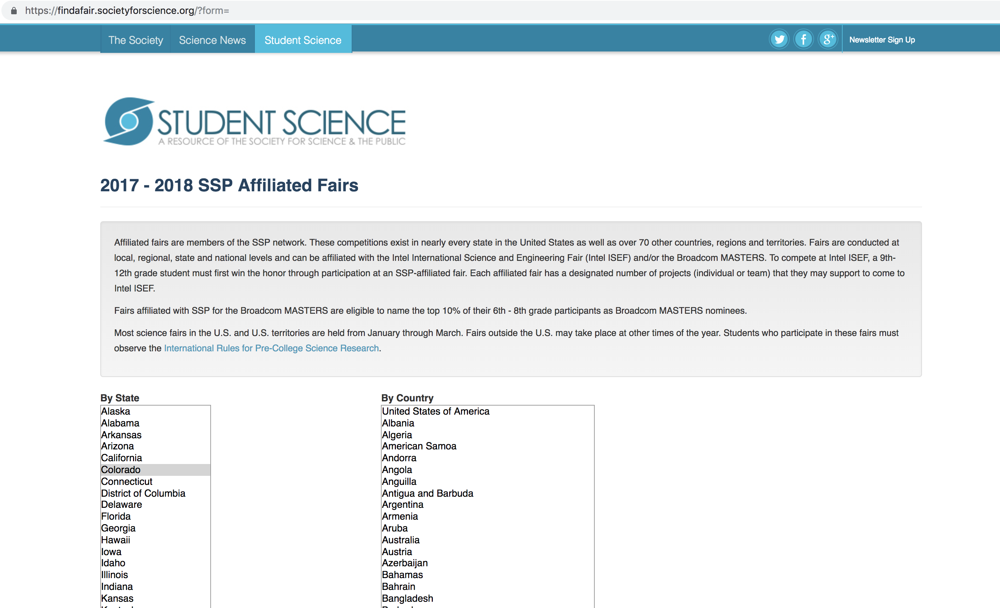 https://findafair.societyforscience.org/?form=
The Society
Science News
Student Science
g+
Newsletter Sign Up
STUDENT SCIENCE
A RESOURCE OF THE SOCIETY FOR SCIENCE & THE PUBLIC
2017 - 2018 SSP Affiliated Fairs
Affiliated fairs are members of the SSP network. These competitions exist in nearly every state in the United States as well as over 70 other countries, regions and territories. Fairs are conducted at
local, regional, state and national levels and can be affiliated with the Intel International Science and Engineering Fair (Intel ISEF) and/or the Broadcom MASTERS. To compete at Intel ISEF, a 9th-
12th grade student must first win the honor through participation at an SSP-affiliated fair. Each affiliated fair has a designated number of projects (individual or team) that they may support to come to
Intel ISEF.
Fairs affiliated with SSP for the Broadcom MASTERS are eligible to name the top 10% of their 6th - 8th grade participants as Broadcom MASTERS nominees.
Most science fairs in the U.S. and U.S. territories are held from January through March. Fairs outside the U.S. may take place at other times of the year. Students who participate in these fairs must
observe the International Rules for Pre-College Science Research.
By State
Alaska
Alabama
Arkansas
Arizona
California
Colorado
Connecticut
District of Columbia
Delaware
Florida
Georgia
Hawaii
Iowa
Idaho
Illinois
Indiana
Kansas
By Country
United States of America
Albania
Algeria
American Samoa
Andorra
Angola
Anguilla
Antigua and Barbuda
Argentina
Armenia
Aruba
Australia
Austria
Azerbaijan
Bahamas
Bahrain
Bangladesh